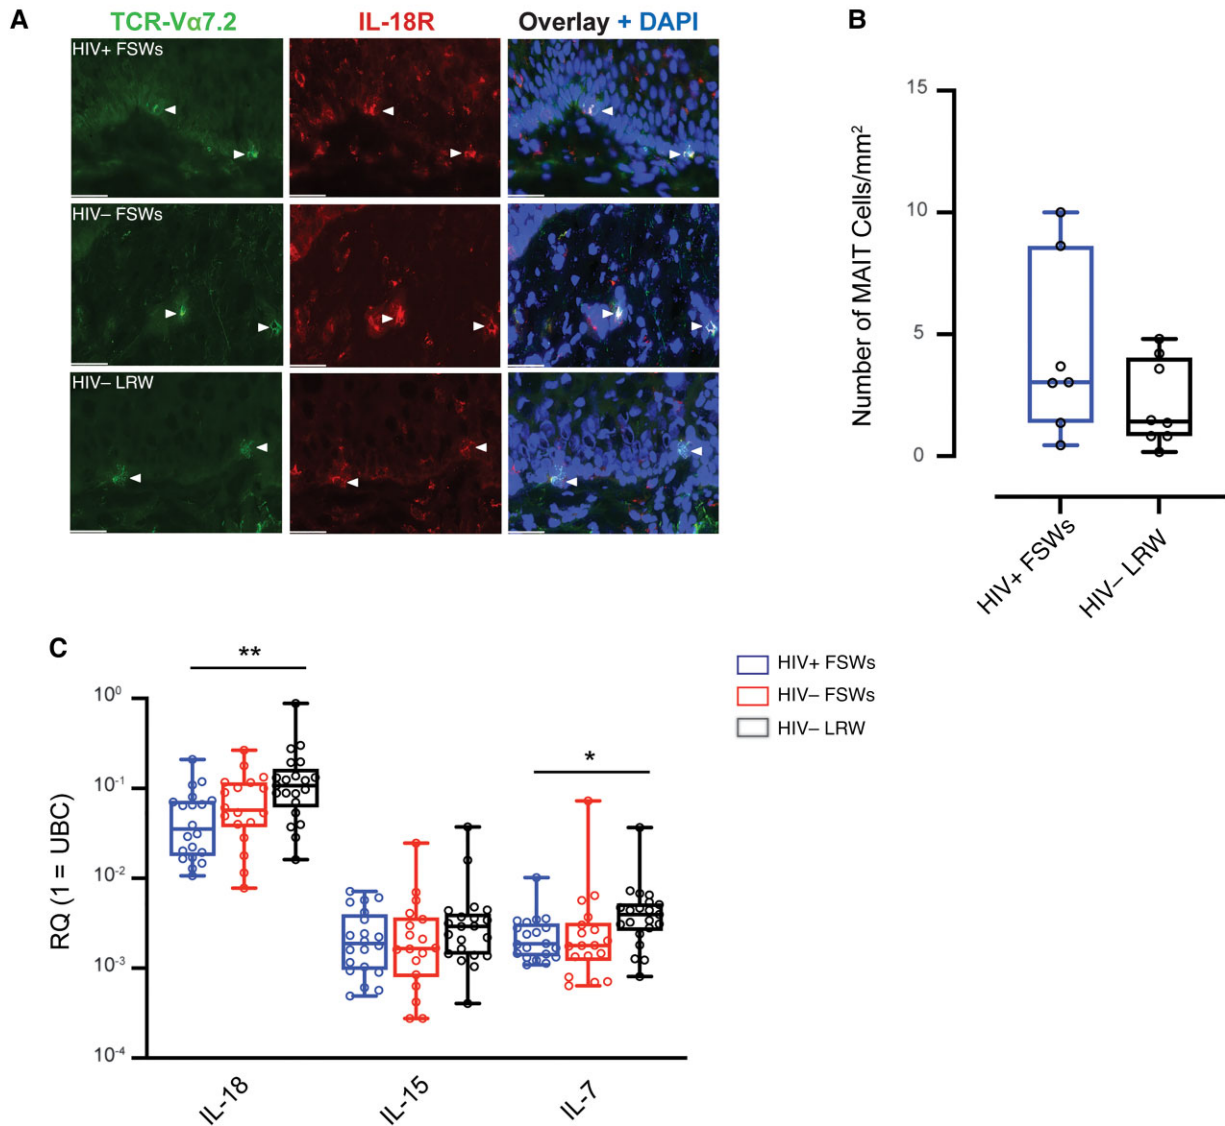 A
TCR-Vα7.2
IL-18R
Overlay + DAPI
HIV+ FSWs
HIV– FSWs
HIV– LRW
B
Number of MAIT Cells/mm²
15
10
5
0
HIV+ FSWs
HIV– LRW
C
**
*
RQ (1 = UBC)
10⁰
10⁻¹
10⁻²
10⁻³
10⁻⁴
IL-18
IL-15
IL-7
HIV+ FSWs
HIV– FSWs
HIV– LRW